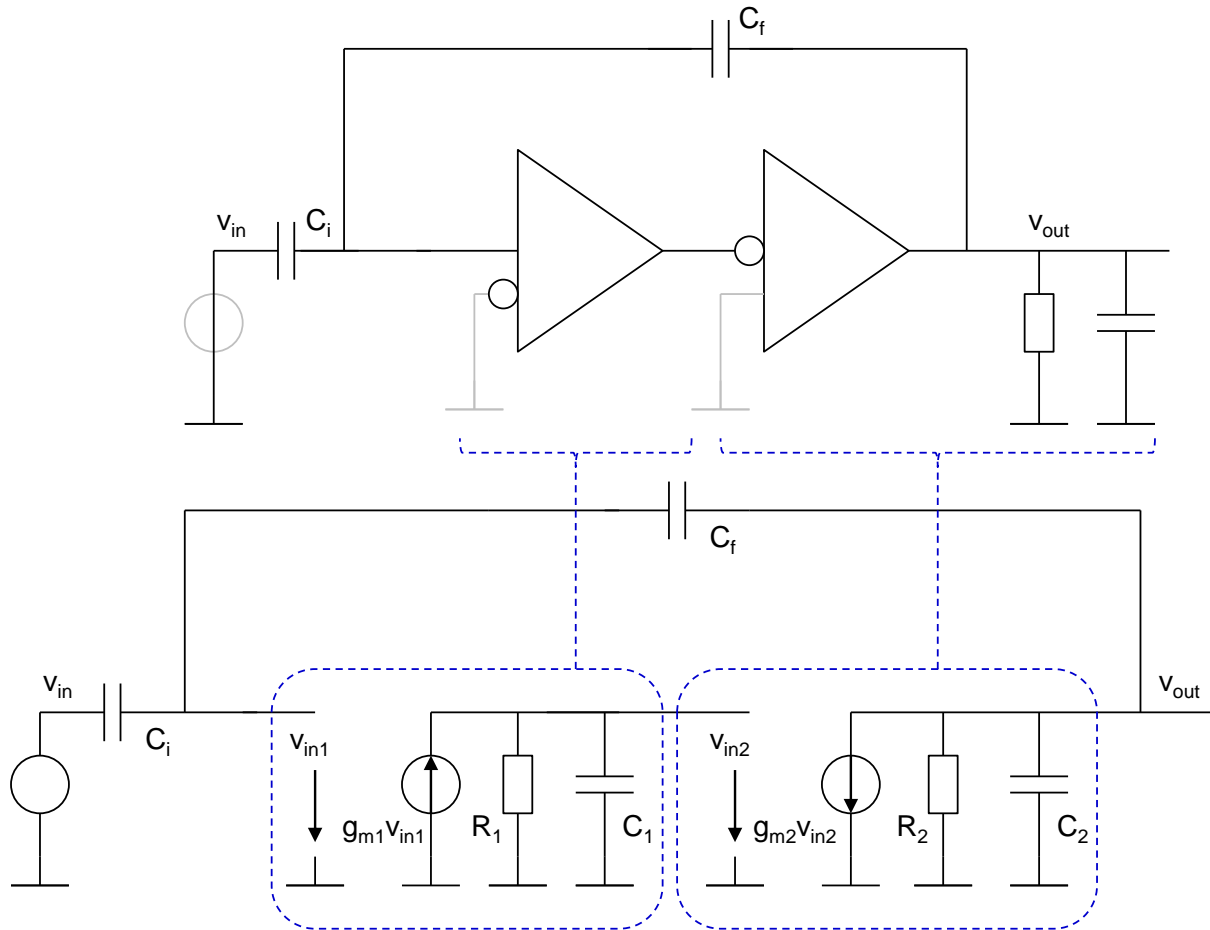 C_f
v_in C_i v_out
C_f
v_in v_out
C_i v_in1 v_in2
g_m1v_in1 R_1 C_1 g_m2v_in2 R_2 C_2